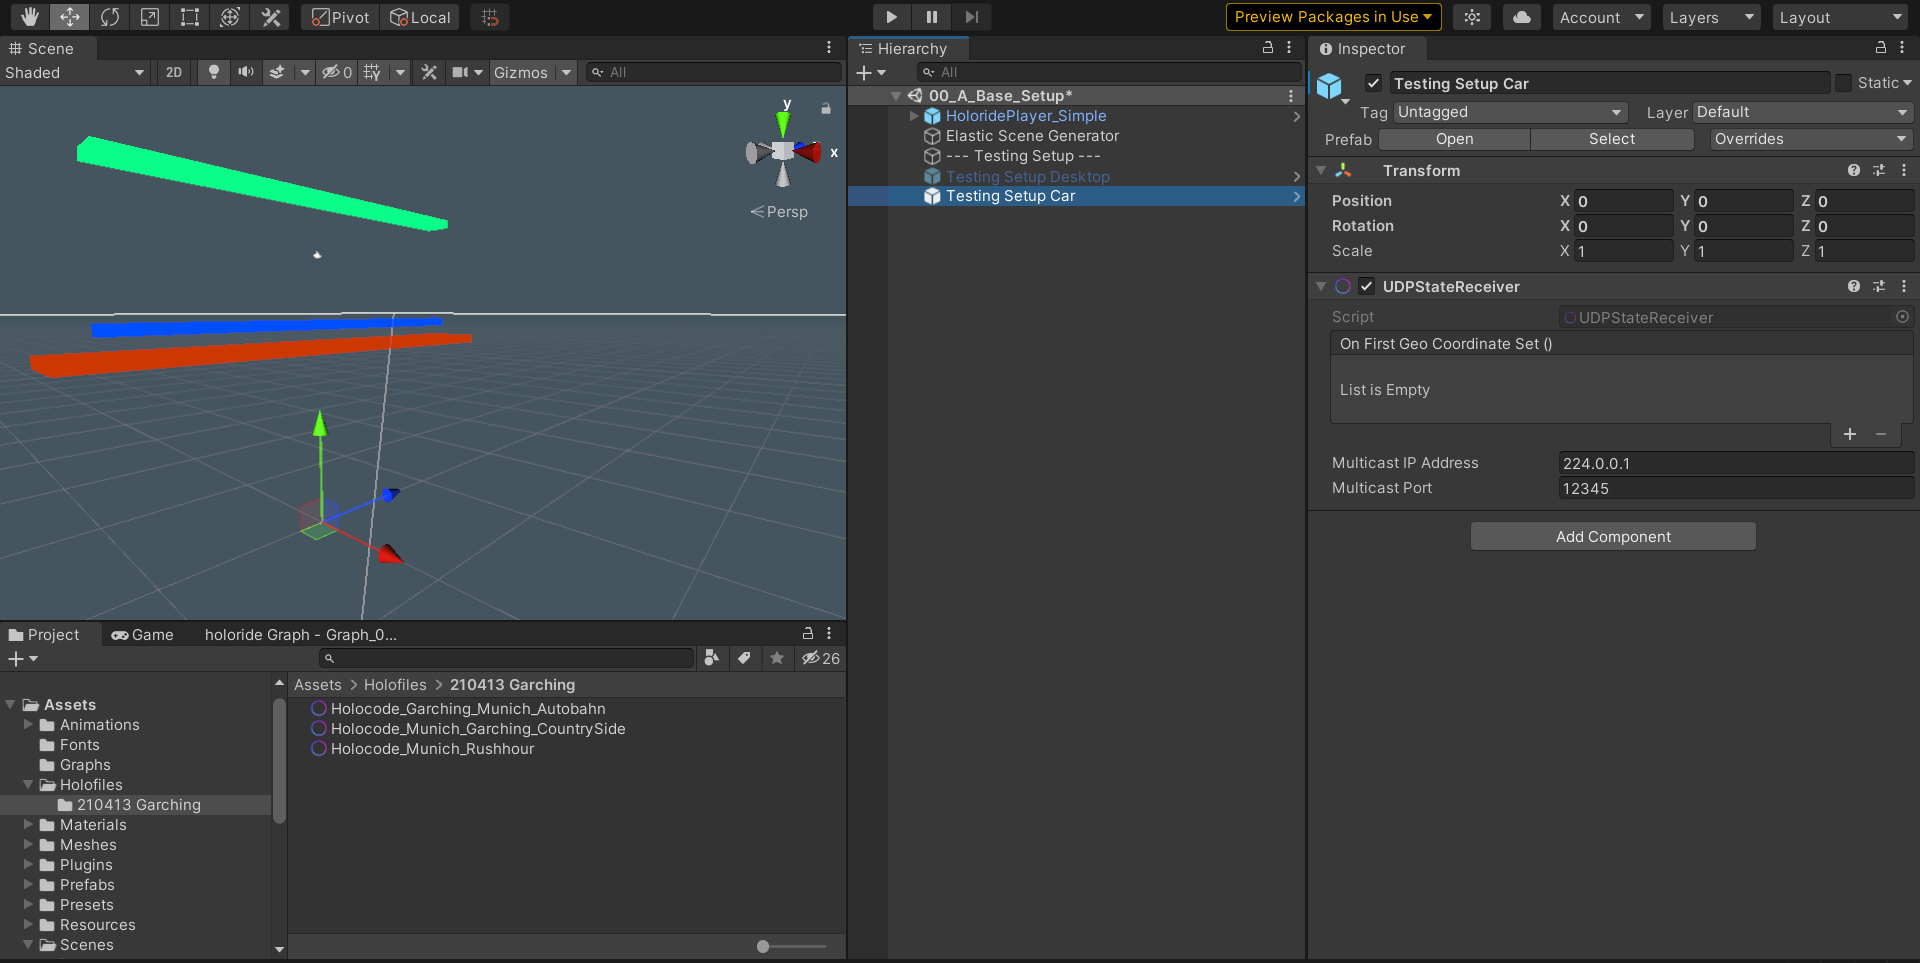 Pivot
Local
Preview Packages in Use
Account
Layers
Layout
Scene
Shaded
2D
0
Gizmos
All
y
x
Persp
Hierarchy
All
00_A_Base_Setup*
HoloridePlayer_Simple
Elastic Scene Generator
--- Testing Setup ---
Testing Setup Desktop
Testing Setup Car
Inspector
Testing Setup Car
Static
Tag
Untagged
Layer
Default
Prefab
Open
Select
Overrides
Transform
Position
X 0
Y 0
Z 0
Rotation
X 0
Y 0
Z 0
Scale
X 1
Y 1
Z 1
UDPStateReceiver
Script
UDPStateReceiver
On First Geo Coordinate Set ()
List is Empty
Multicast IP Address
224.0.0.1
Multicast Port
12345
Add Component
Project
Game
holoride Graph - Graph_0...
26
Assets
Animations
Fonts
Graphs
Holofiles
210413 Garching
Materials
Meshes
Plugins
Prefabs
Presets
Resources
Scenes
Assets > Holofiles > 210413 Garching
Holocode_Garching_Munich_Autobahn
Holocode_Munich_Garching_CountrySide
Holocode_Munich_Rushhour